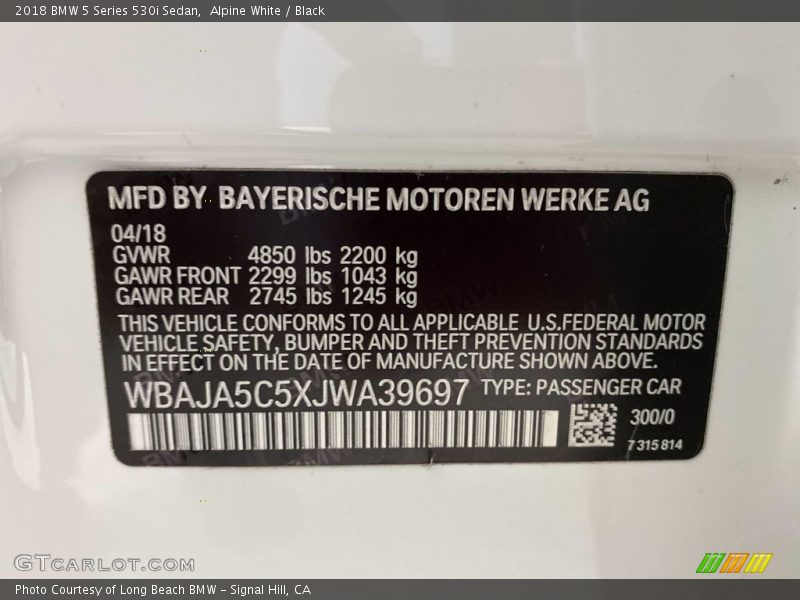 2018 BMW 5 Series 530i Sedan,  Alpine White / Black
MFD BY BAYERISCHE MOTOREN WERKE AG
04/18
GVWR 4850 lbs 2200 kg
GAWR FRONT 2299 lbs 1043 kg
GAWR REAR 2745 lbs 1245 kg
THIS VEHICLE CONFORMS TO ALL APPLICABLE U.S.FEDERAL MOTOR
VEHICLE SAFETY, BUMPER AND THEFT PREVENTION STANDARDS
IN EFFECT ON THE DATE OF MANUFACTURE SHOWN ABOVE.
WBAJA5C5XJWA39697 TYPE: PASSENGER CAR
300/0
7 315 814
GTCARLOT.COM
Photo Courtesy of Long Beach BMW – Signal Hill, CA